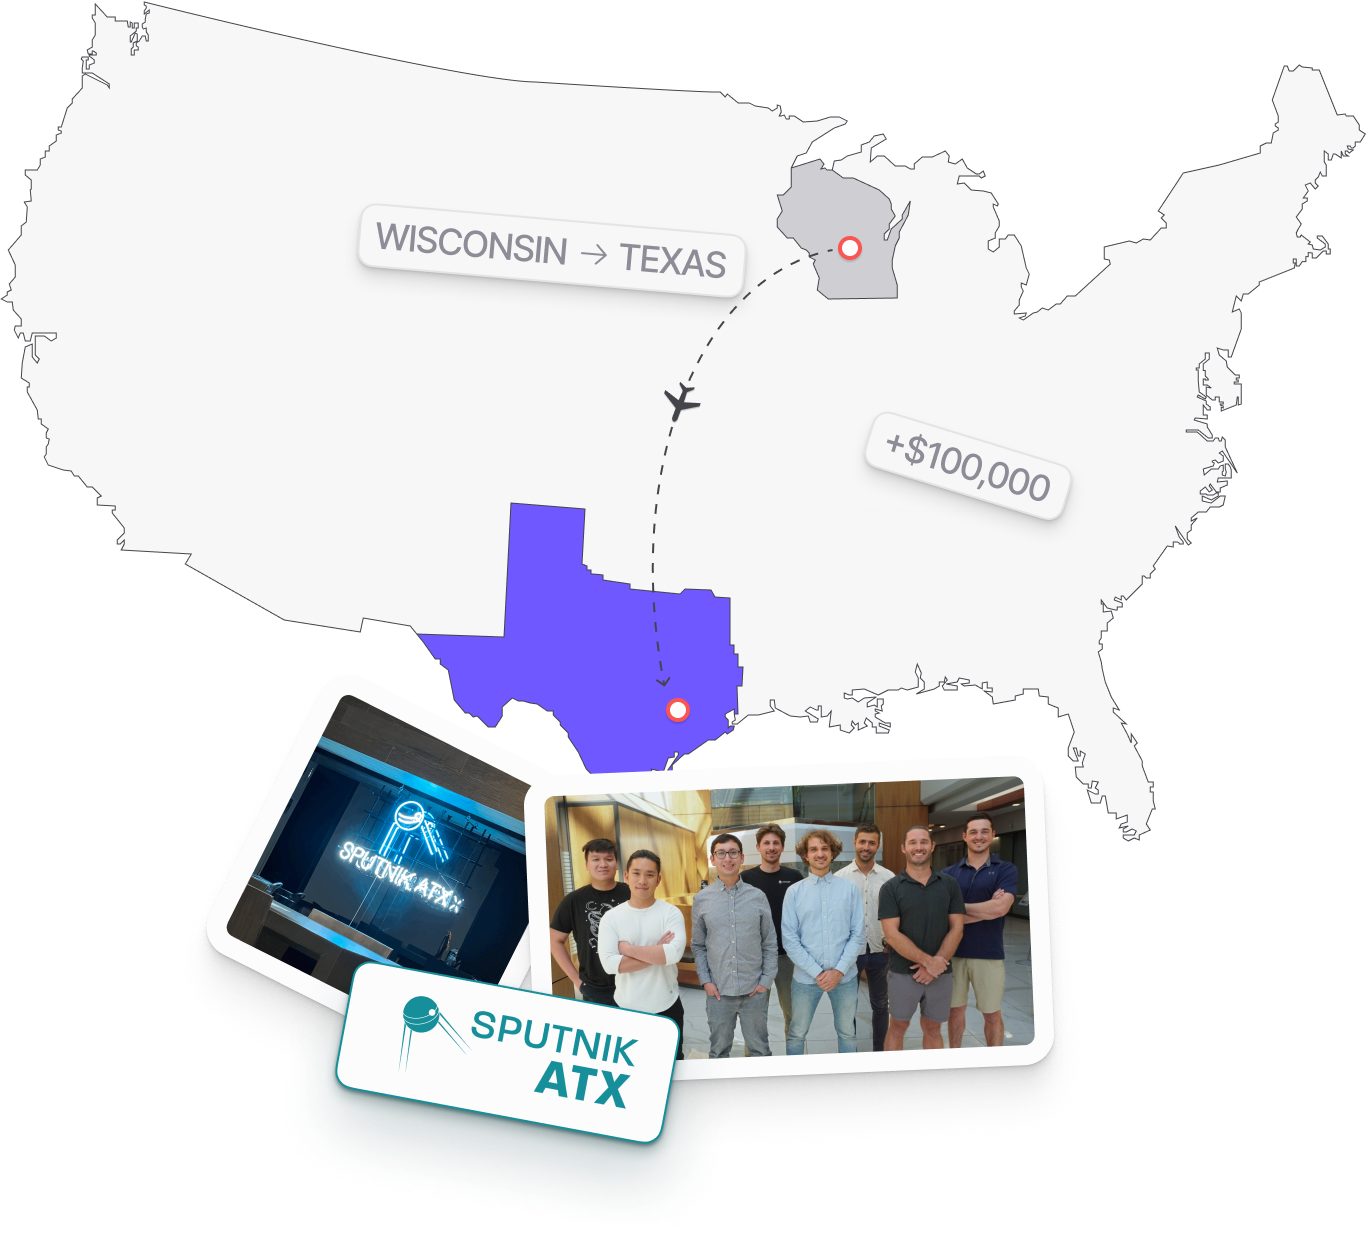 WISCONSIN → TEXAS
+$100,000
SPUTNIK ATX
SPUTNIK
ATX